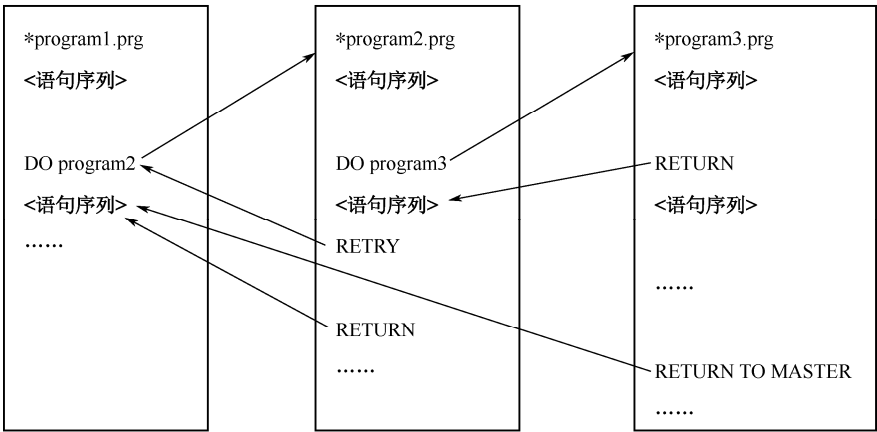 *program1.prg
<语句序列>
DO program2
<语句序列>
……
*program2.prg
<语句序列>
DO program3
<语句序列>
RETRY
RETURN
……
*program3.prg
<语句序列>
RETURN
<语句序列>
……
RETURN TO MASTER
……